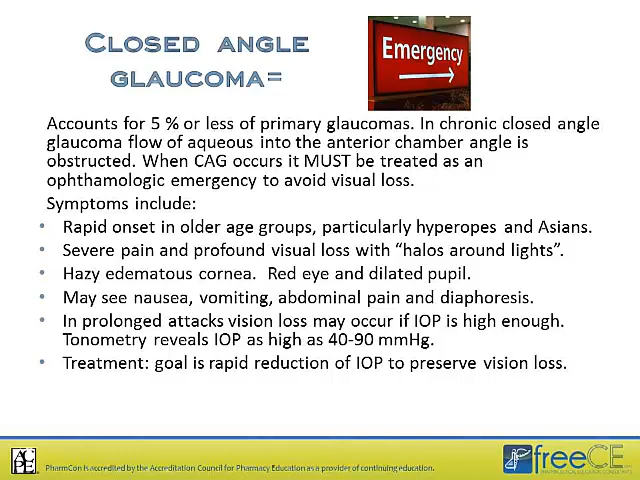 CLOSED ANGLE
GLAUCOMA=
Emergency
Accounts for 5 % or less of primary glaucomas. In chronic closed angle
glaucoma flow of aqueous into the anterior chamber angle is
obstructed. When CAG occurs it MUST be treated as an
ophthamologic emergency to avoid visual loss.
Symptoms include:
• Rapid onset in older age groups, particularly hyperopes and Asians.
• Severe pain and profound visual loss with “halos around lights”.
• Hazy edematous cornea. Red eye and dilated pupil.
• May see nausea, vomiting, abdominal pain and diaphoresis.
• In prolonged attacks vision loss may occur if IOP is high enough.
Tonometry reveals IOP as high as 40-90 mmHg.
• Treatment: goal is rapid reduction of IOP to preserve vision loss.
PharmCon is accredited by the Accreditation Council for Pharmacy Education as a provider of continuing education.
freeCE